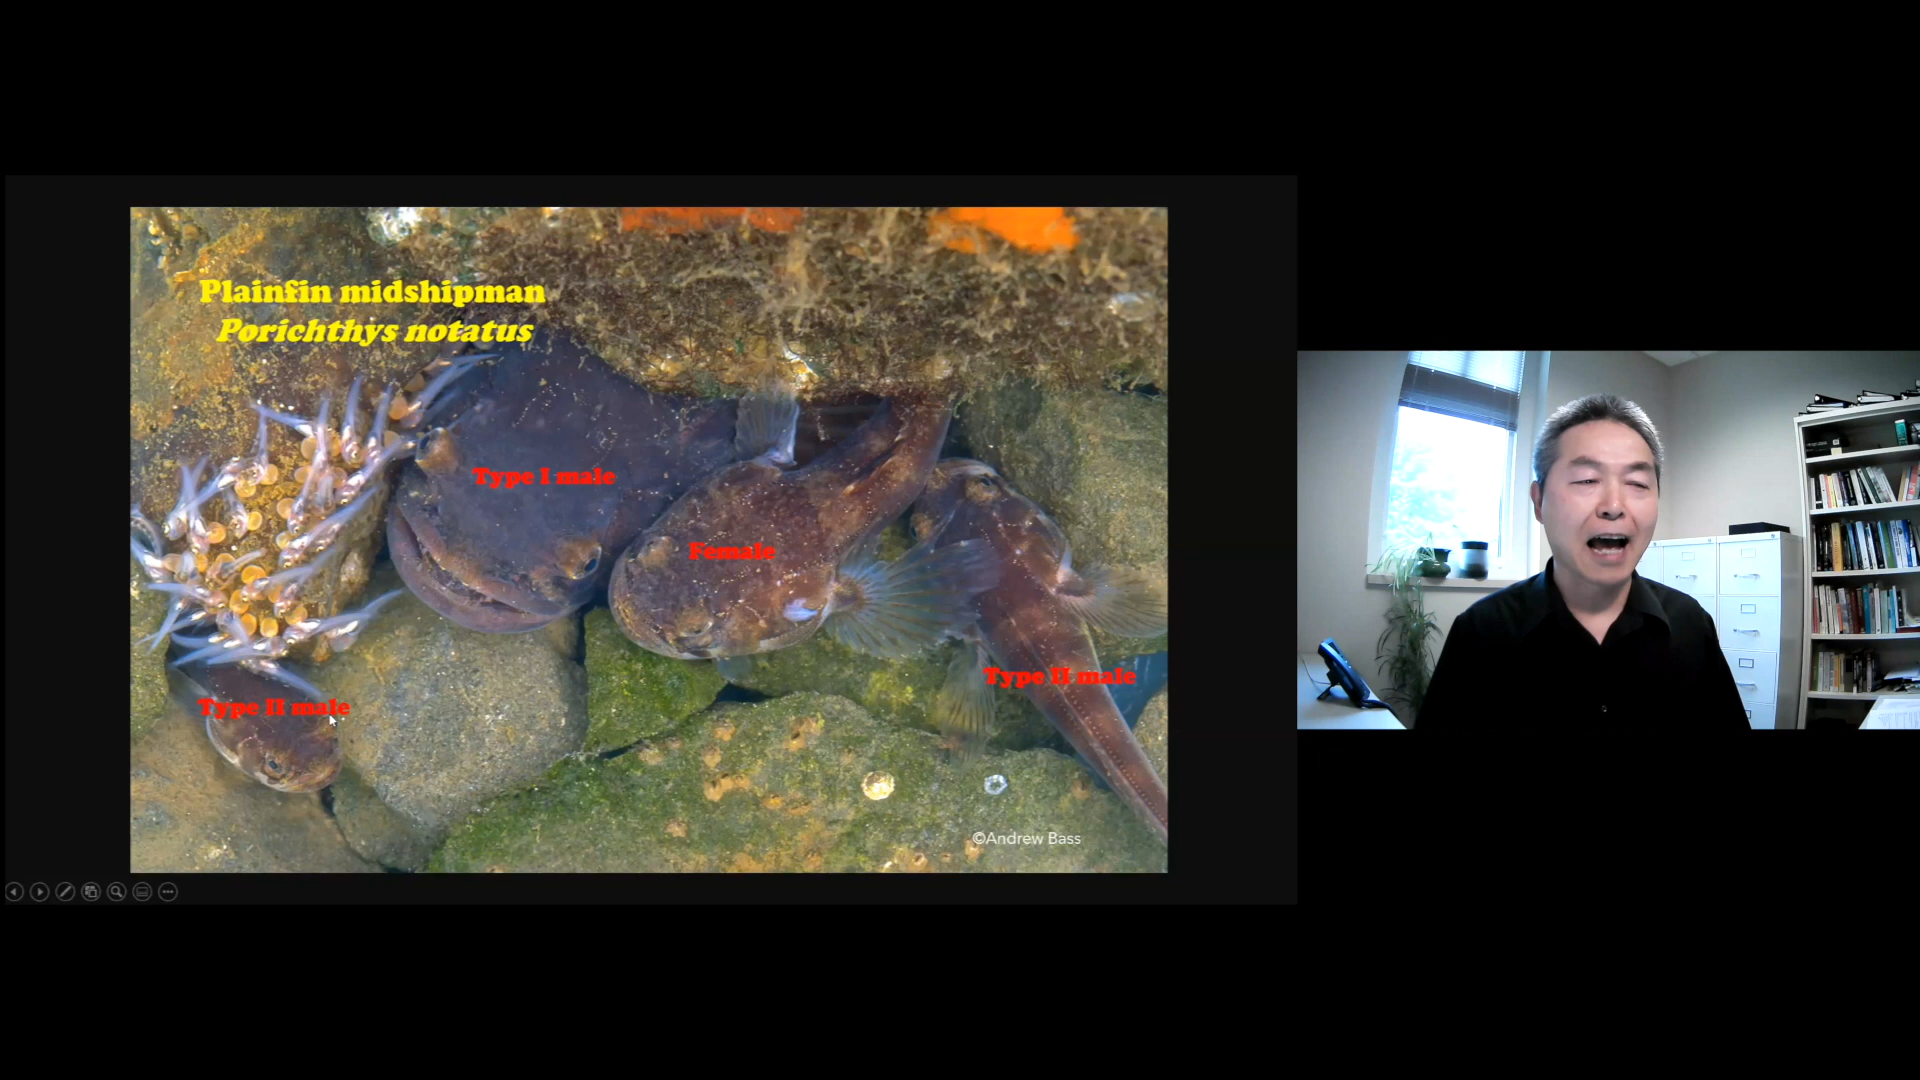 Plainfin midshipman
Porichthys notatus
Type I male
Female
Type II male
Type II male
©Andrew Bass